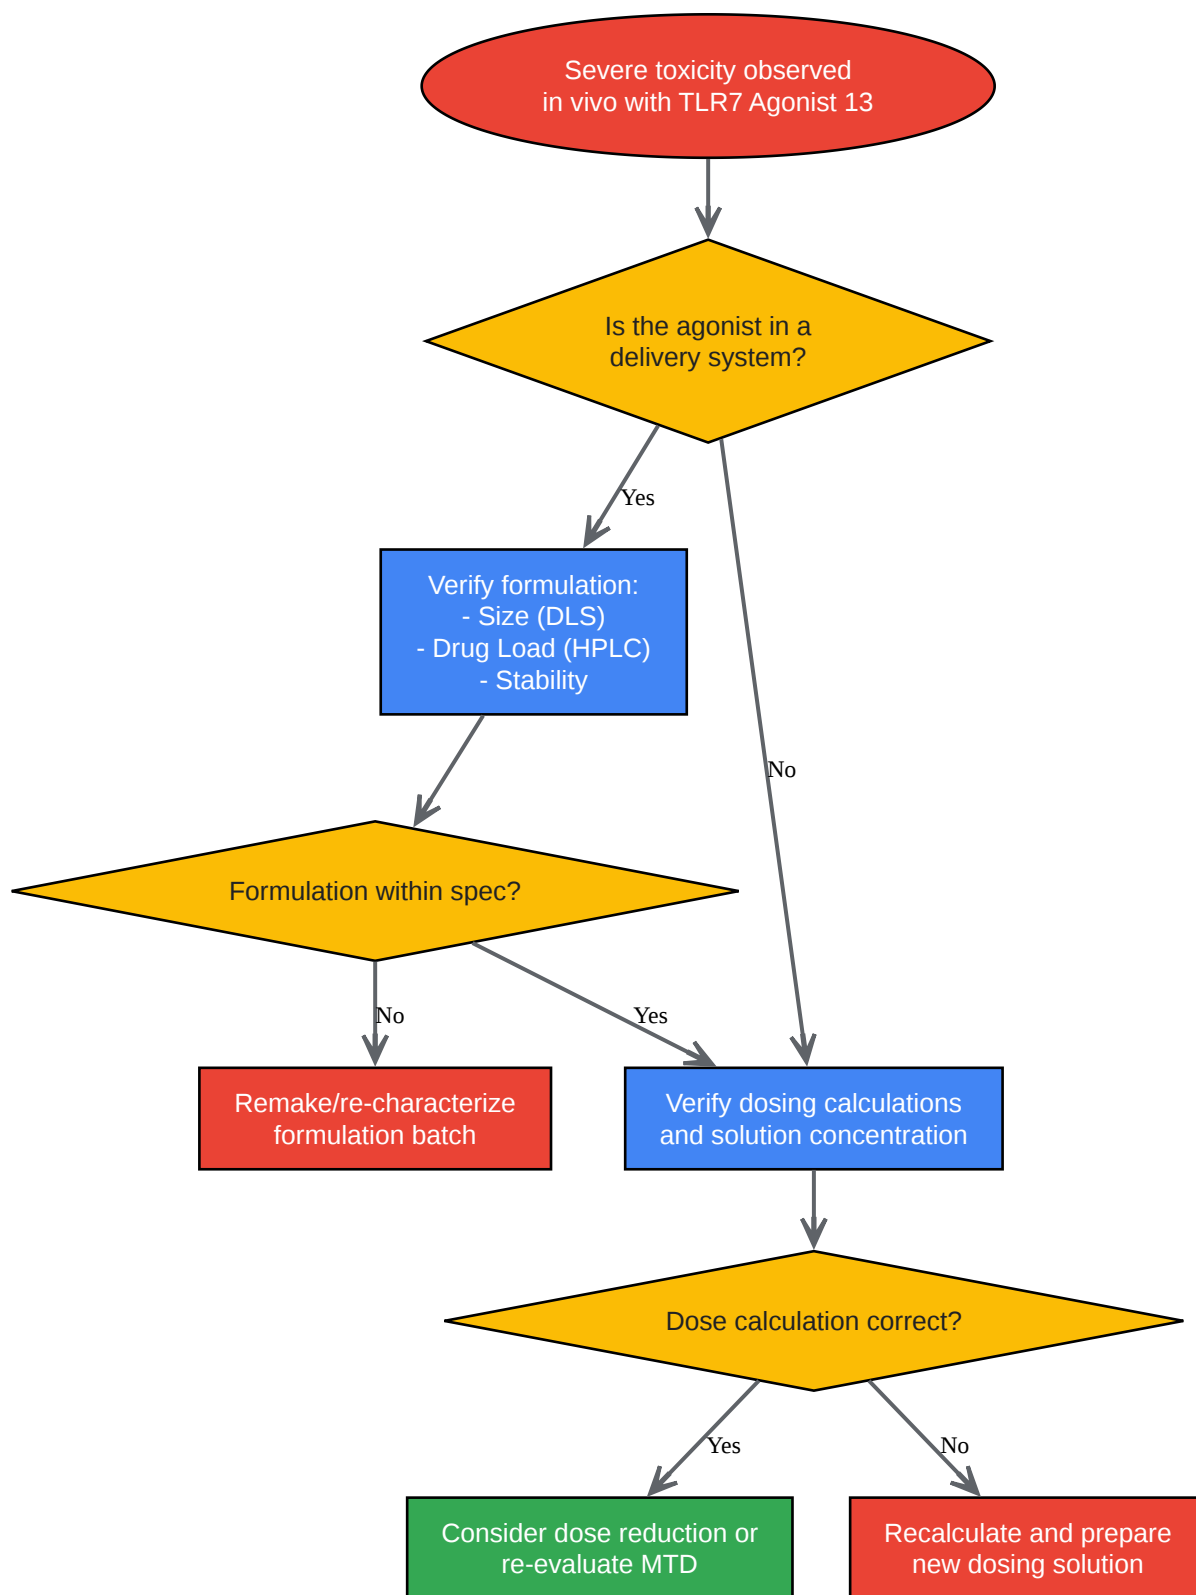 Severe toxicity observed
in vivo with TLR7 Agonist 13
Is the agonist in a
delivery system?
Yes
Verify formulation:
- Size (DLS)
- Drug Load (HPLC)
- Stability
No
Formulation within spec?
No
Yes
Remake/re-characterize
formulation batch
Verify dosing calculations
and solution concentration
Dose calculation correct?
Yes
No
Consider dose reduction or
re-evaluate MTD
Recalculate and prepare
new dosing solution